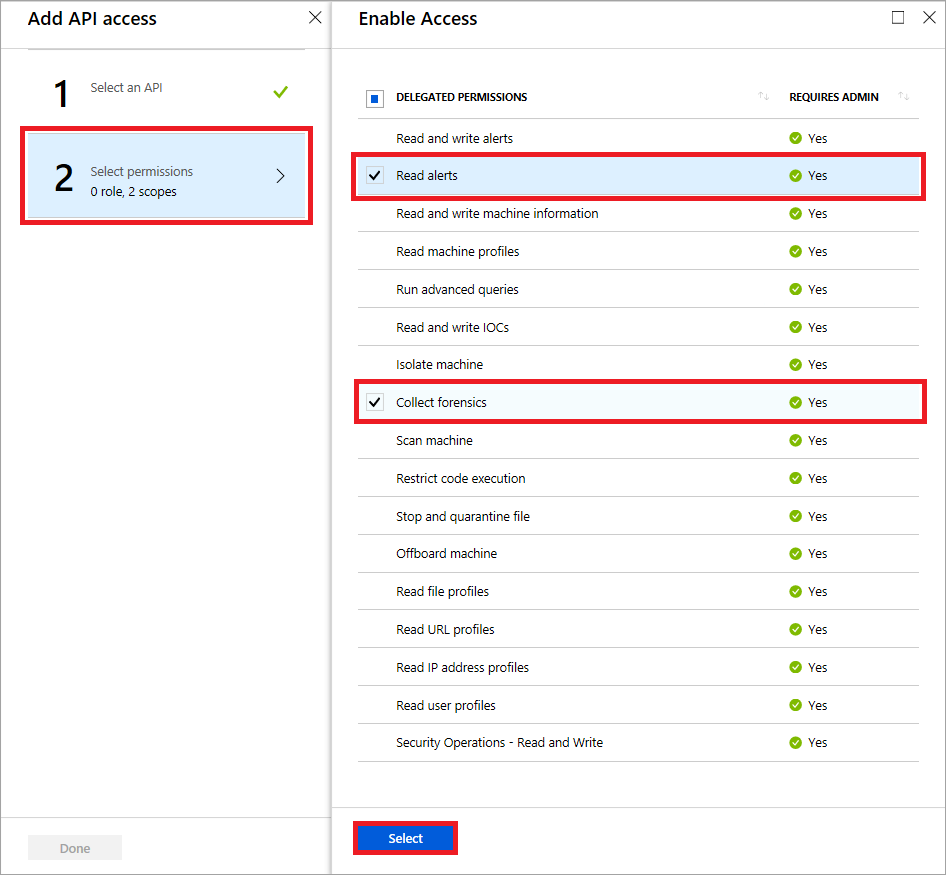 Add API access
1
Select an API
2
Select permissions
0 role, 2 scopes
Done
Enable Access
DELEGATED PERMISSIONS REQUIRES ADMIN
Read and write alerts Yes
Read alerts Yes
Read and write machine information Yes
Read machine profiles Yes
Run advanced queries Yes
Read and write IOCs Yes
Isolate machine Yes
Collect forensics Yes
Scan machine Yes
Restrict code execution Yes
Stop and quarantine file Yes
Offboard machine Yes
Read file profiles Yes
Read URL profiles Yes
Read IP address profiles Yes
Read user profiles Yes
Security Operations - Read and Write Yes
Select